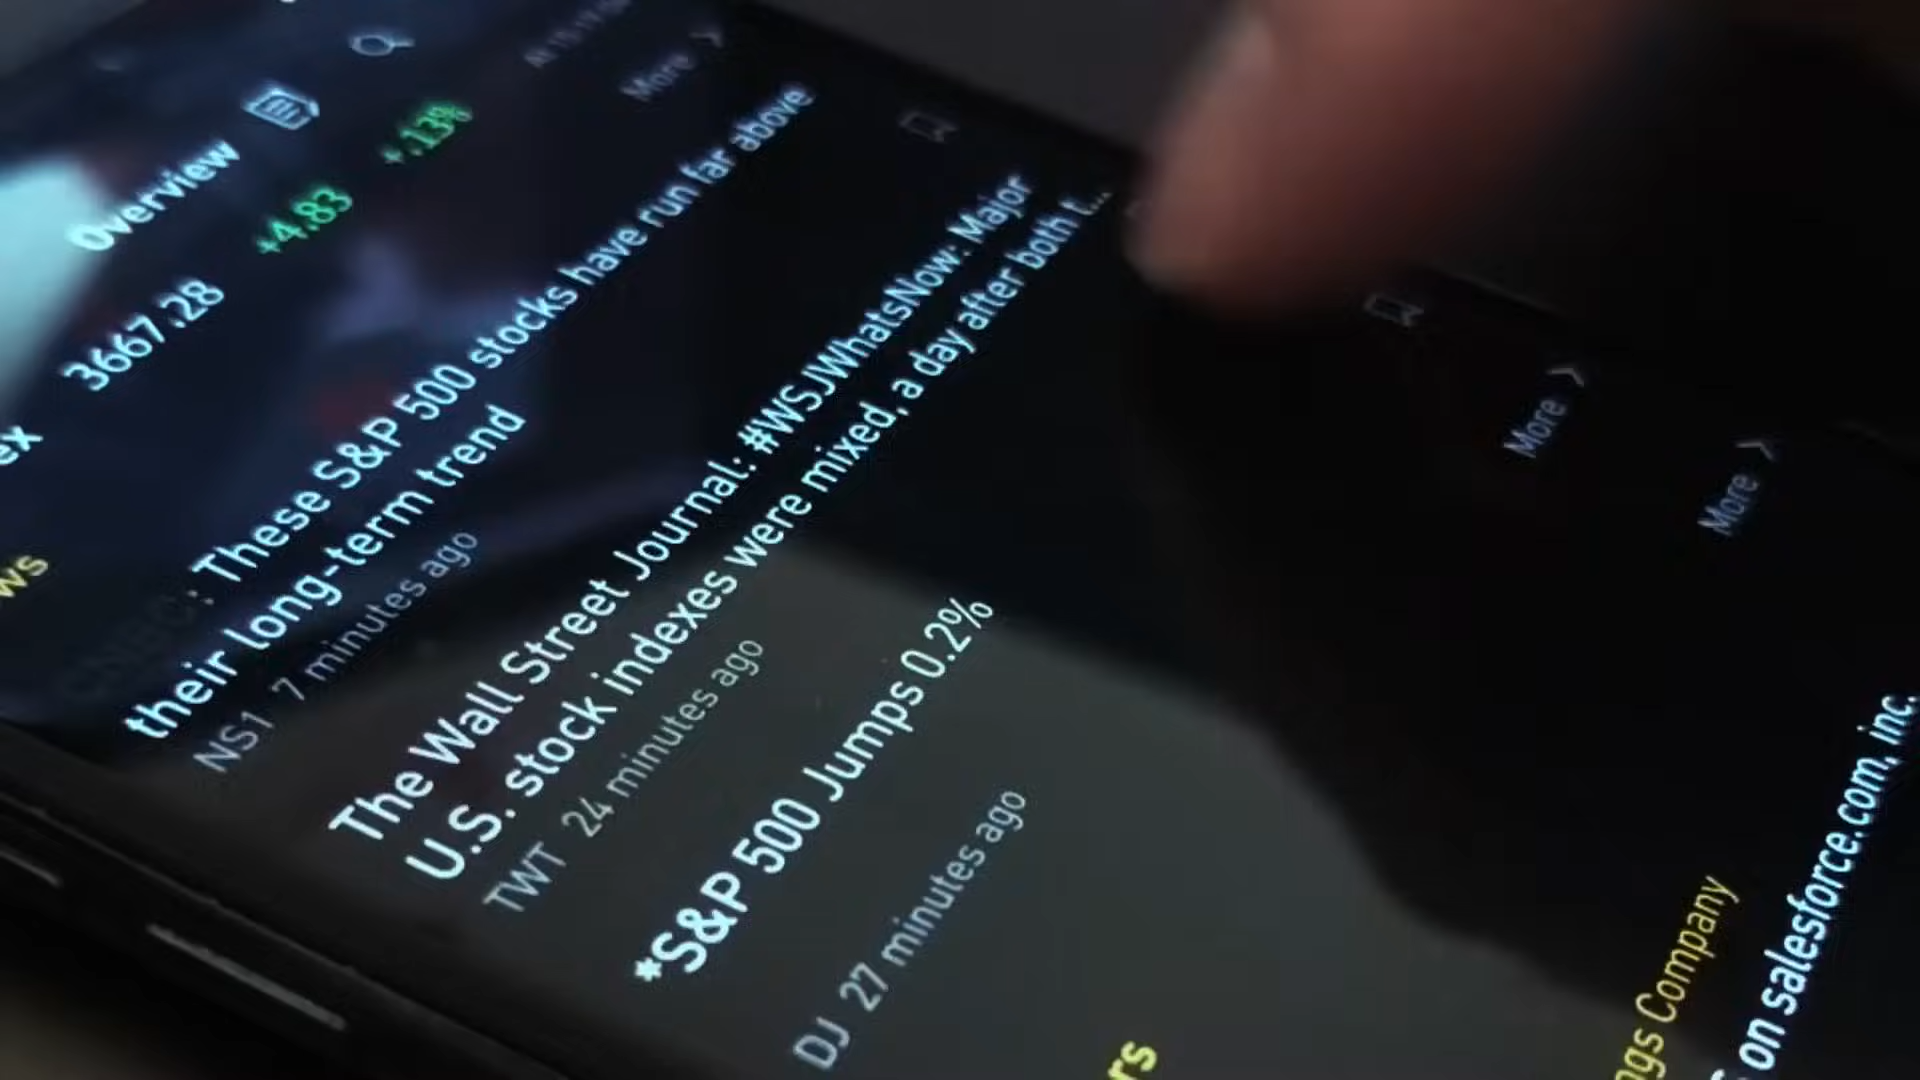 Overview
3667.28
+4.83
+.13%
More
: These S&P 500 stocks have run far above
their long-term trend
NS1 7 minutes ago
The Wall Street Journal: #WSJWhatsNow: Major
U.S. stock indexes were mixed, a day after both t...
TWT 24 minutes ago
*S&P 500 Jumps 0.2%
DJ 27 minutes ago
More
More
Company
on salesforce.com, inc.